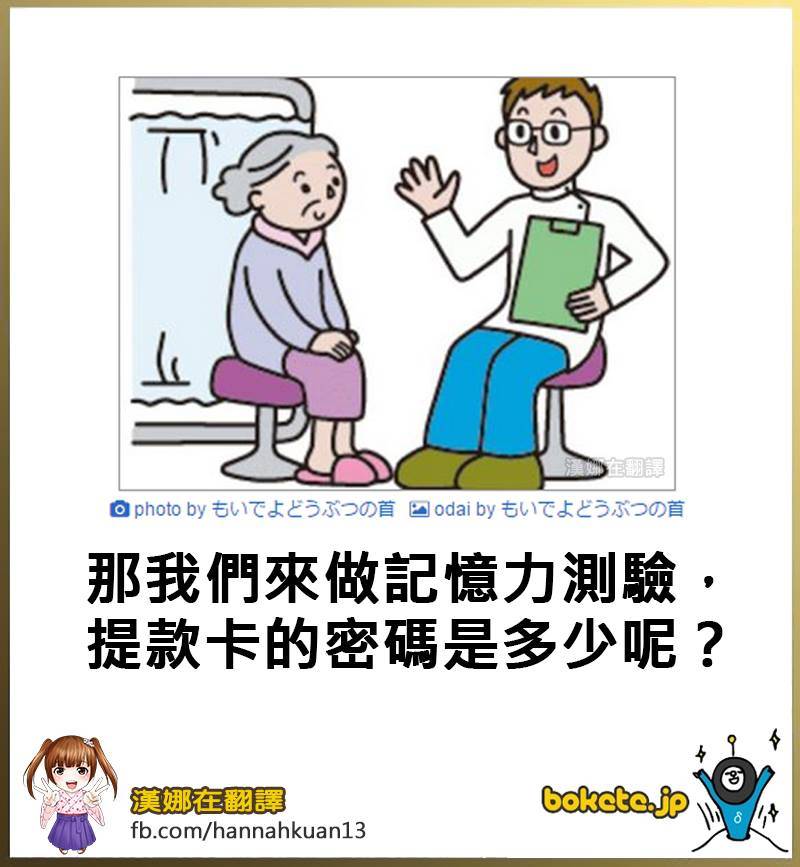 漢娜在翻譯
photo by もいでよどうぶつの首 odai by もいでよどうぶつの首
那我們來做記憶力測驗，
提款卡的密碼是多少呢？
漢娜在翻譯
fb.com/hannahkuan13
bokete.jp
δ